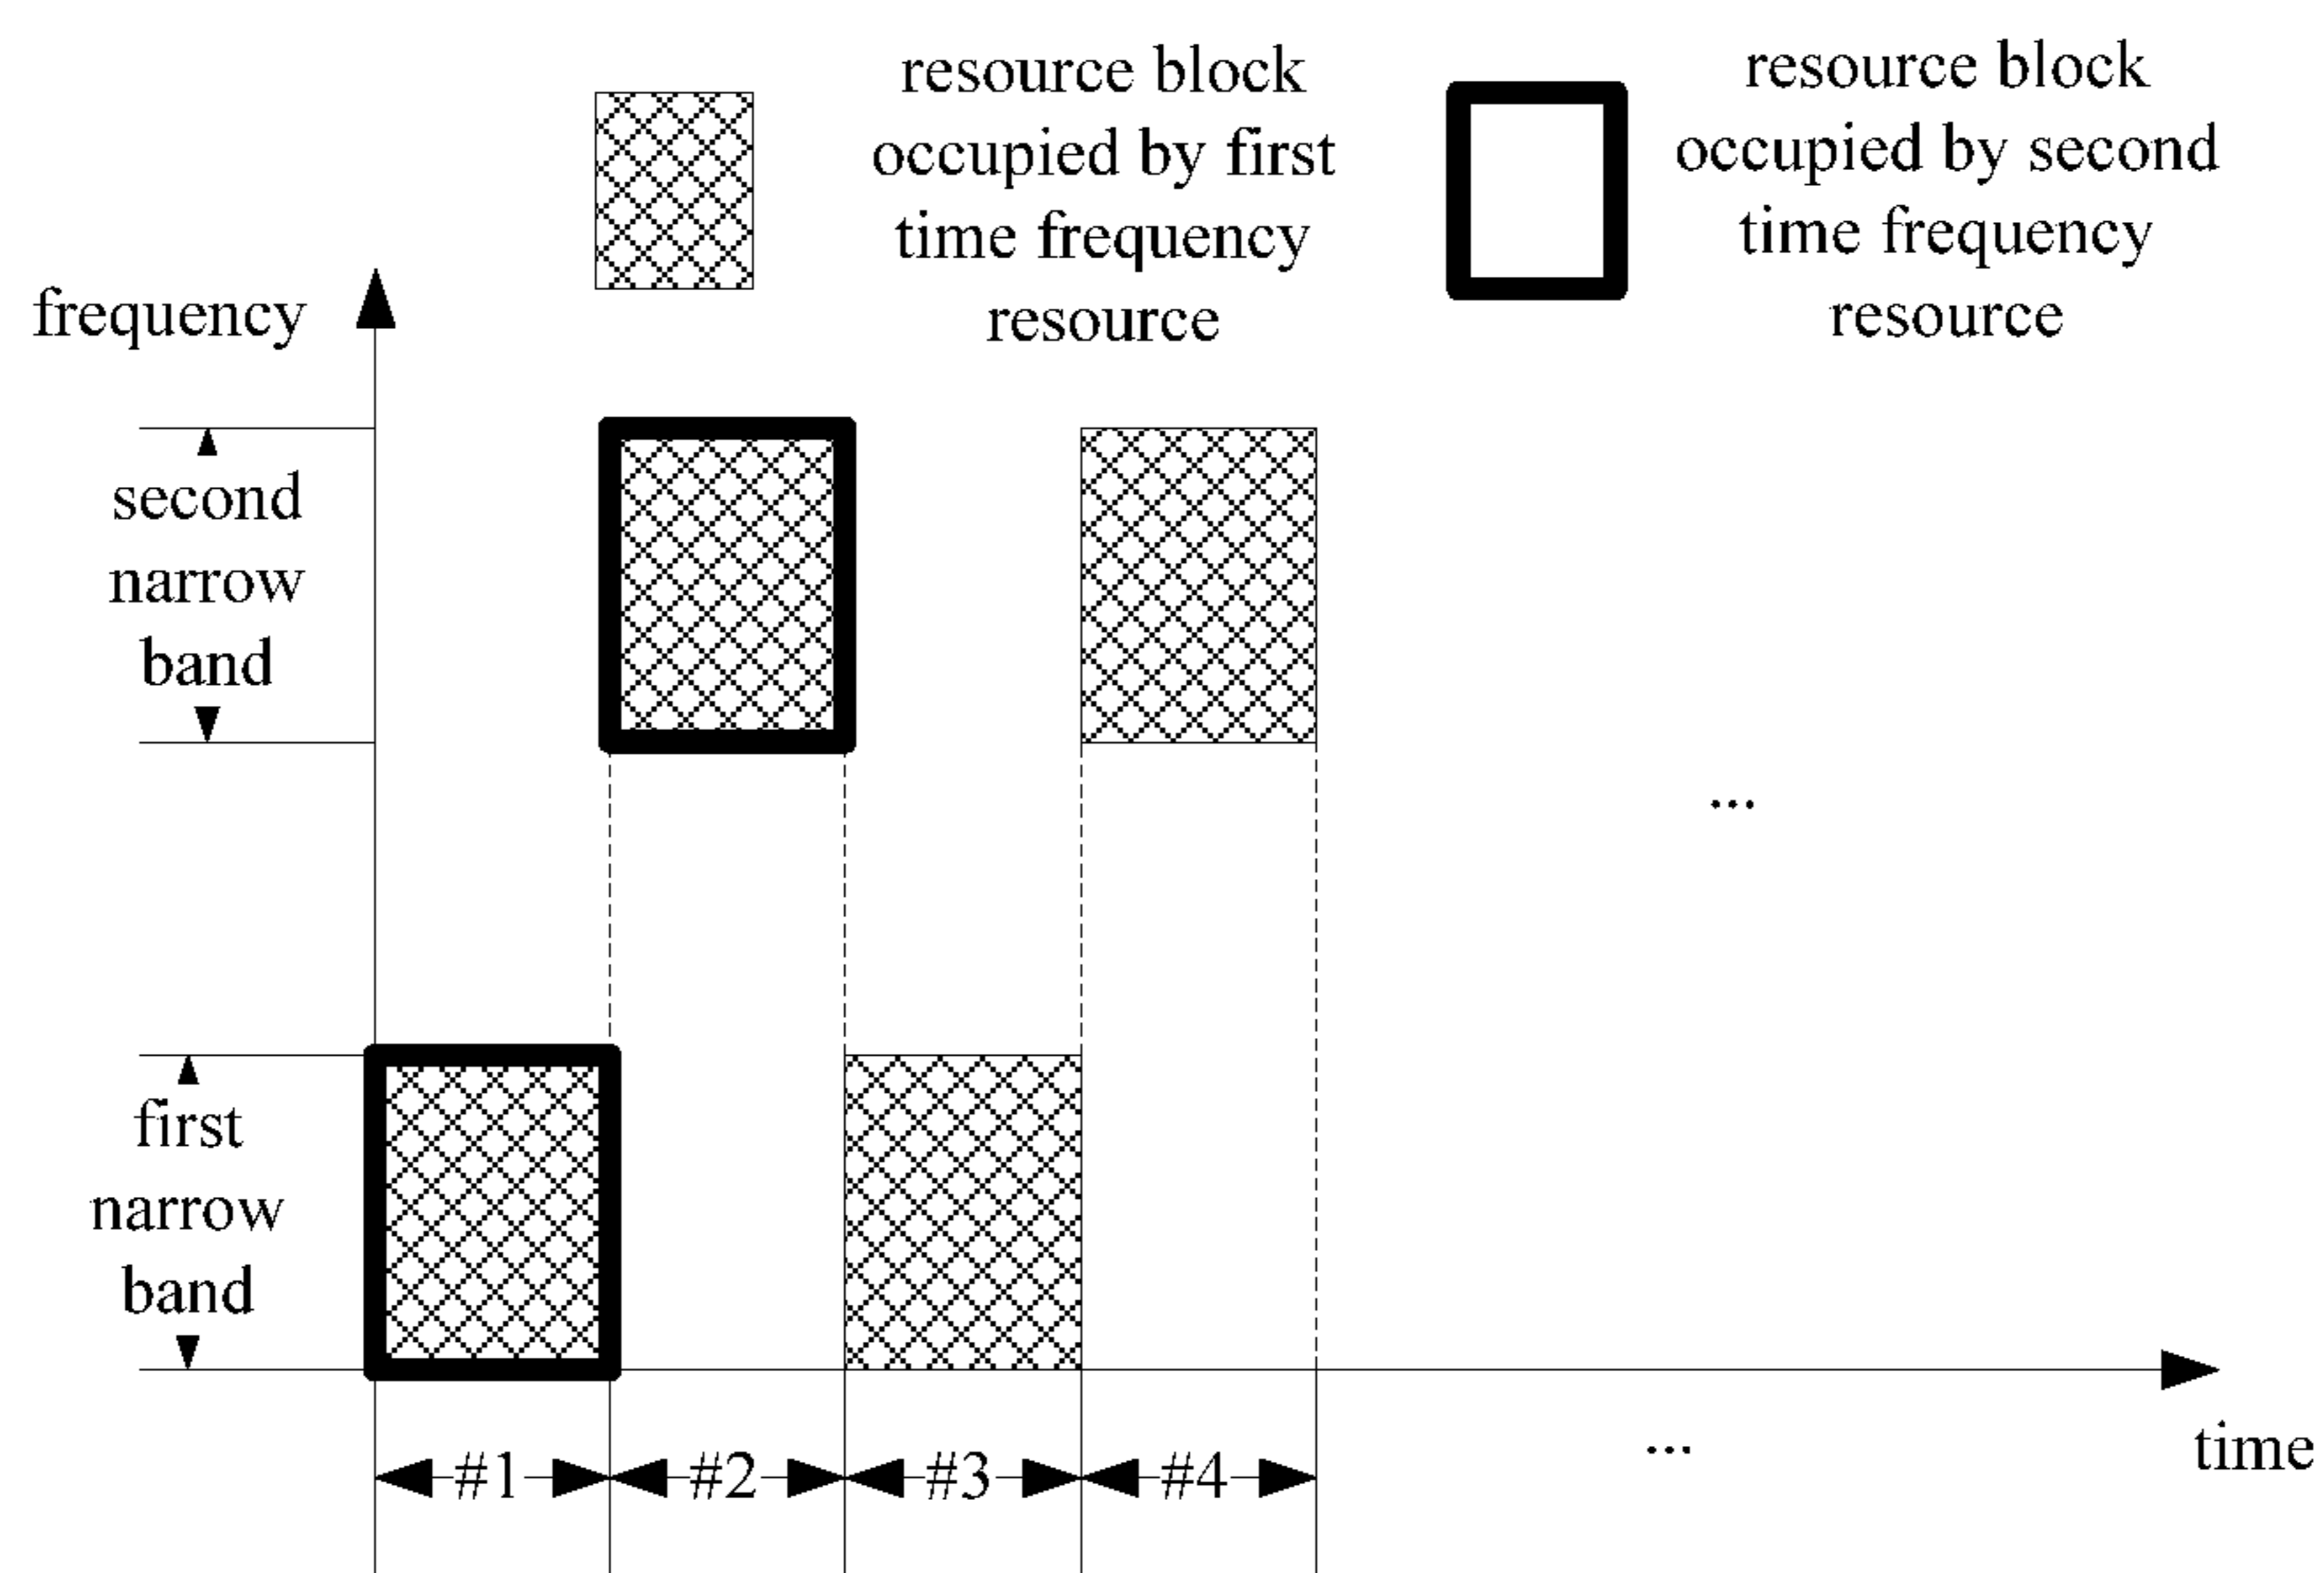 resource block
occupied by first
time frequency
resource
resource block
occupied by second
time frequency
resource
frequency
second
narrow
band
...
first
narrow
band
#1
#2
#3
#4
...
time